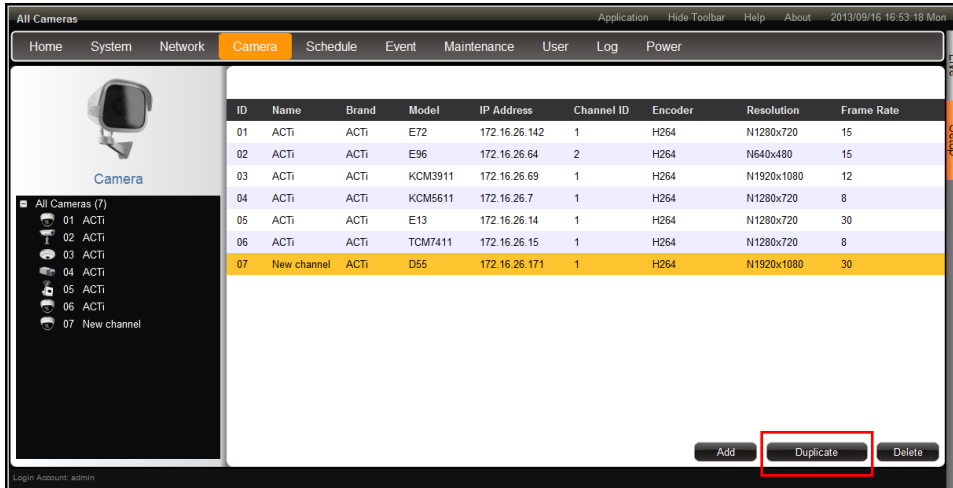 All Cameras
Application Hide Toolbar Help About 2013/09/16 16:53:18 Mon
Home System Network Camera Schedule Event Maintenance User Log Power
Live
Setup
Camera
All Cameras (7)
01 ACTi
02 ACTi
03 ACTi
04 ACTi
05 ACTi
06 ACTi
07 New channel
ID Name Brand Model IP Address Channel ID Encoder Resolution Frame Rate
01 ACTi ACTi E72 172.16.26.142 1 H264 N1280x720 15
02 ACTi ACTi E96 172.16.26.64 2 H264 N640x480 15
03 ACTi ACTi KCM3911 172.16.26.69 1 H264 N1920x1080 12
04 ACTi ACTi KCM5611 172.16.26.7 1 H264 N1280x720 8
05 ACTi ACTi E13 172.16.26.14 1 H264 N1280x720 30
06 ACTi ACTi TCM7411 172.16.26.15 1 H264 N1280x720 8
07 New channel ACTi D55 172.16.26.171 1 H264 N1920x1080 30
Add Duplicate Delete
Login Account: admin